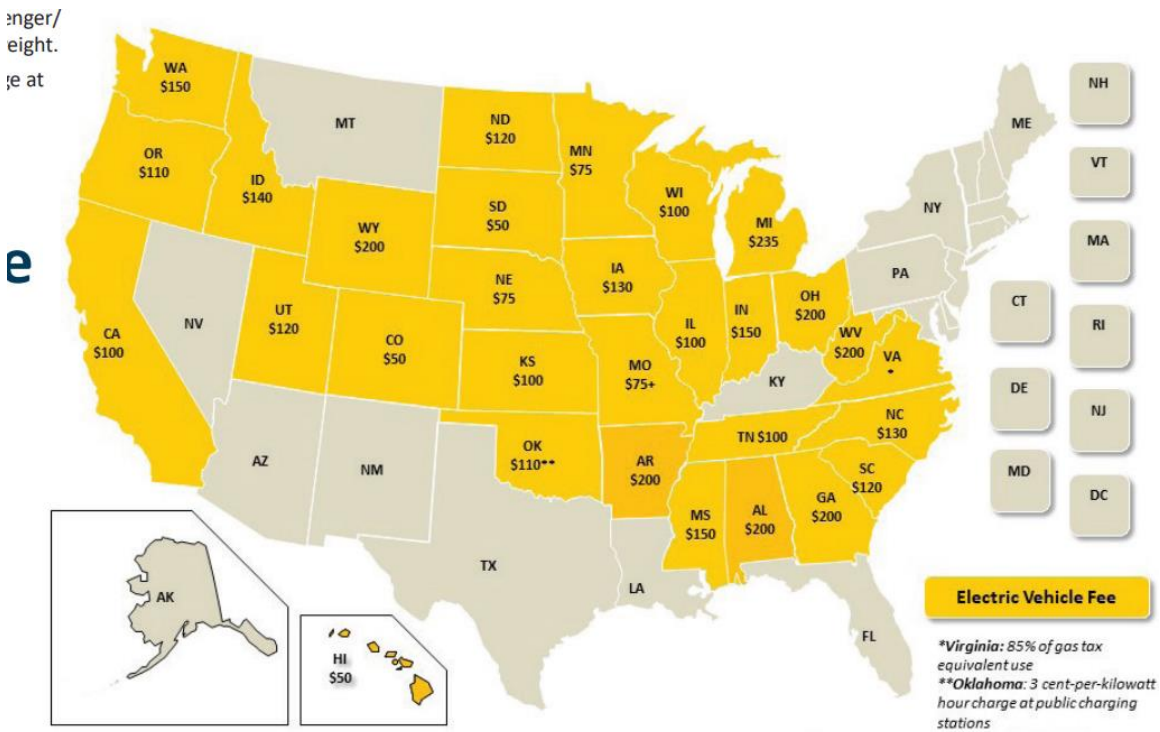 enger/
eight.
ge at
e
WA
$150
OR
$110
ID
$140
MT
ND
$120
MN
$75
SD
$50
WY
$200
NE
$75
WI
$100
MI
$235
IA
$130
CA
$100
NV
UT
$120
CO
$50
KS
$100
MO
$75+
IL
$100
IN
$150
OH
$200
WV
$200
VA
*
KY
NY
PA
ME
AZ
NM
OK
$110**
AR
$200
TN $100
NC
$130
SC
$120
MS
$150
AL
$200
GA
$200
TX
LA
FL
AK
HI
$50
NH
VT
MA
CT
RI
DE
NJ
MD
DC
Electric Vehicle Fee
*Virginia: 85% of gas tax
equivalent use
**Oklahoma: 3 cent-per-kilowatt
hour charge at public charging
stations